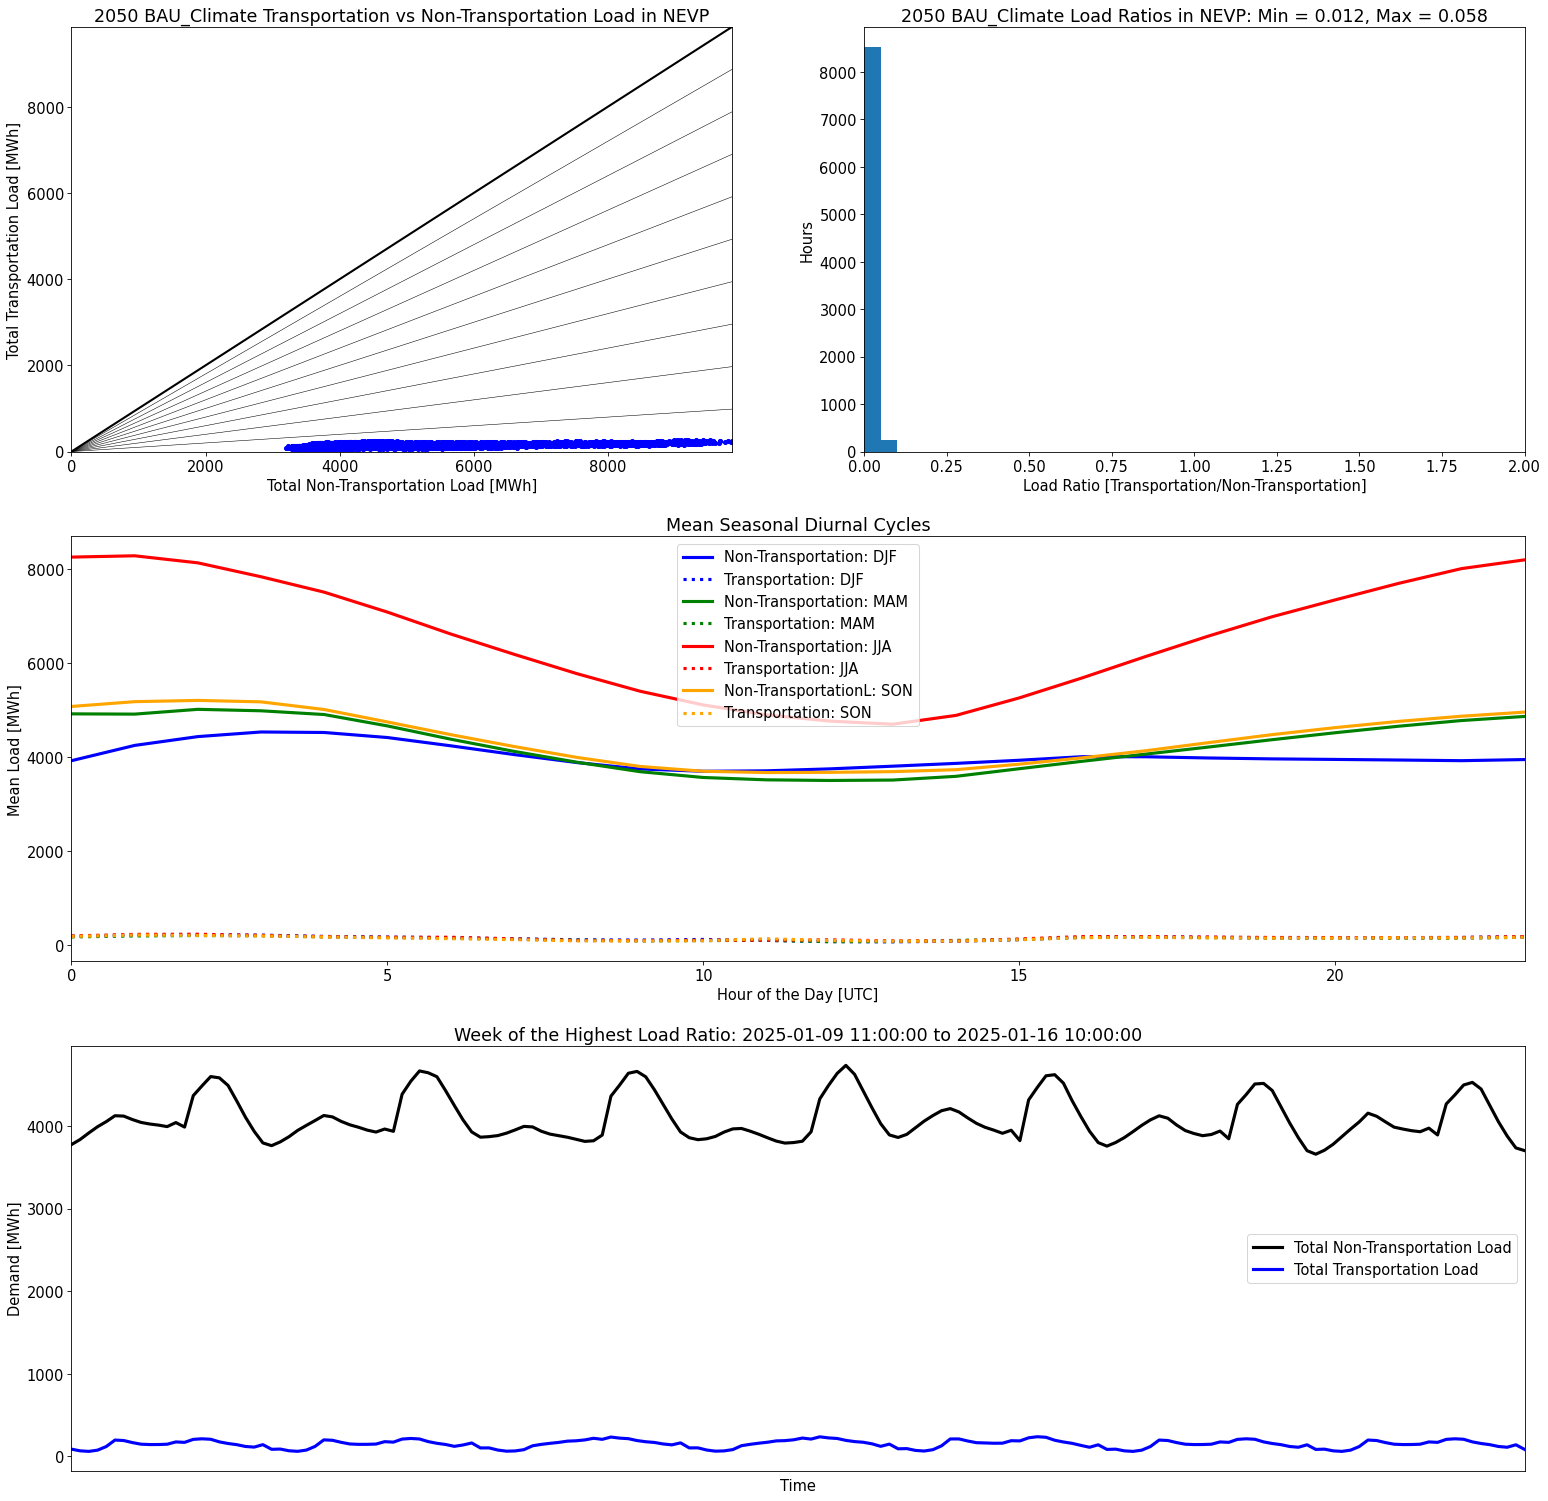 2050 BAU_Climate Transportation vs Non-Transportation Load in NEVP
Total Transportation Load [MWh]
8000
6000
4000
2000
0
0 2000 4000 6000 8000
Total Non-Transportation Load [MWh]
2050 BAU_Climate Load Ratios in NEVP: Min = 0.012, Max = 0.058
Hours
8000
7000
6000
5000
4000
3000
2000
1000
0
0.00 0.25 0.50 0.75 1.00 1.25 1.50 1.75 2.00
Load Ratio [Transportation/Non-Transportation]
Mean Seasonal Diurnal Cycles
Mean Load [MWh]
8000
6000
4000
2000
0
Non-Transportation: DJF
Transportation: DJF
Non-Transportation: MAM
Transportation: MAM
Non-Transportation: JJA
Transportation: JJA
Non-TransportationL: SON
Transportation: SON
0 5 10 15 20
Hour of the Day [UTC]
Week of the Highest Load Ratio: 2025-01-09 11:00:00 to 2025-01-16 10:00:00
Demand [MWh]
4000
3000
2000
1000
0
Total Non-Transportation Load
Total Transportation Load
Time